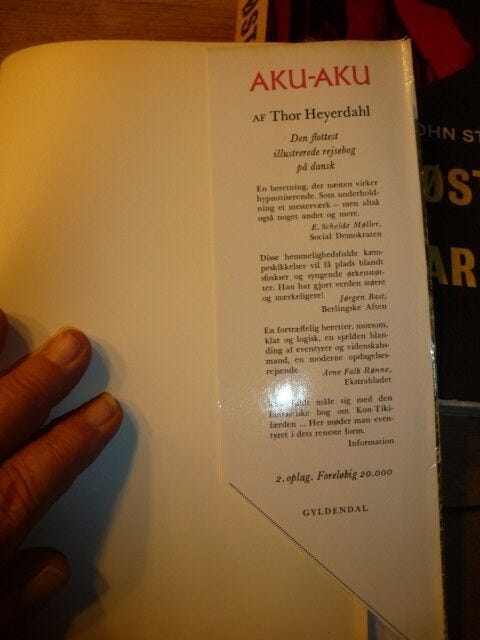 AKU-AKU
AF Thor Heyerdahl
Den flottest
illustrerede rejsebog
på dansk
En beretning, der næsten virker
hypnotiserende. Som underhold-
ning et mesterværk – men altså
også noget andet og mere.
E. Schelde Møller,
Social Demokraten
Disse hemmelighedsfulde kæm-
peskikkelser vil få plads blandt
sfinkser og syngende ørkenstøt-
ter. Han har gjort verden større
og mærkeligere!
Jørgen Bast,
Berlingske Aften
En fortræffelig beretter, morsom,
klar og logisk, en sjælden blan-
ding af eventyrer og videnskabs-
mand, en moderne opdagelses-
rejsende.
Arne Falk Rønne,
Ekstrabladet
måle sig med den
fantastiske bog om Kon-Tiki-
færden ... Her møder man even-
tyret i dets reneste form.
Information
2. oplag. Foreløbig 20.000
GYLDENDAL
OHN ST
ØST
AR